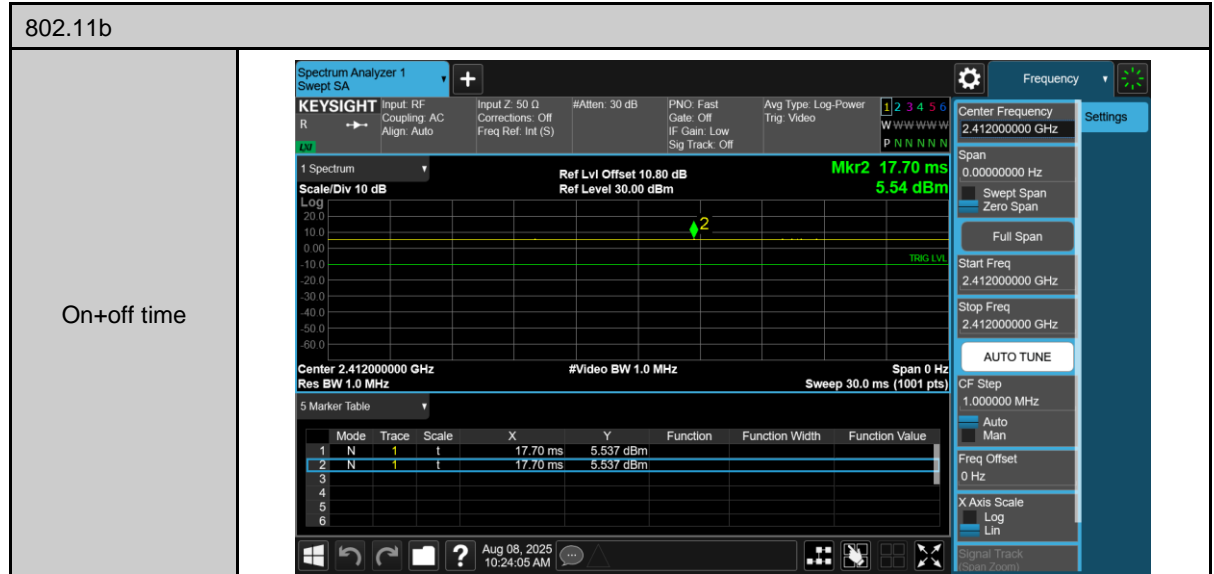 802.11b
On+off time
Spectrum Analyzer 1
Swept SA
+
Frequency
KEYSIGHT Input: RF Input Z: 50 Ω #Atten: 30 dB PNO: Fast Avg Type: Log-Power 1 2 3 4 5 6
R Coupling: AC Corrections: Off Gate: Off Trig: Video W W W W W W
Align: Auto Freq Ref: Int (S) IF Gain: Low
LXI Sig Track: Off P N N N N N
1 Spectrum Ref Lvl Offset 10.80 dB Mkr2 17.70 ms
Scale/Div 10 dB Ref Level 30.00 dBm 5.54 dBm
Log
20.0
10.0
0.00
-10.0
-20.0
-30.0
-40.0
-50.0
-60.0
2
TRIG LVL
Center 2.412000000 GHz #Video BW 1.0 MHz Span 0 Hz
Res BW 1.0 MHz Sweep 30.0 ms (1001 pts)
5 Marker Table
Mode Trace Scale X Y Function Function Width Function Value
1 N 1 t 17.70 ms 5.537 dBm
2 N 1 t 17.70 ms 5.537 dBm
3
4
5
6
? Aug 08, 2025
10:24:05 AM
Center Frequency
2.412000000 GHz
Settings
Span
0.00000000 Hz
Swept Span
Zero Span
Full Span
Start Freq
2.412000000 GHz
Stop Freq
2.412000000 GHz
AUTO TUNE
CF Step
1.000000 MHz
Auto
Man
Freq Offset
0 Hz
X Axis Scale
Log
Lin
Signal Track
(Span Zoom)